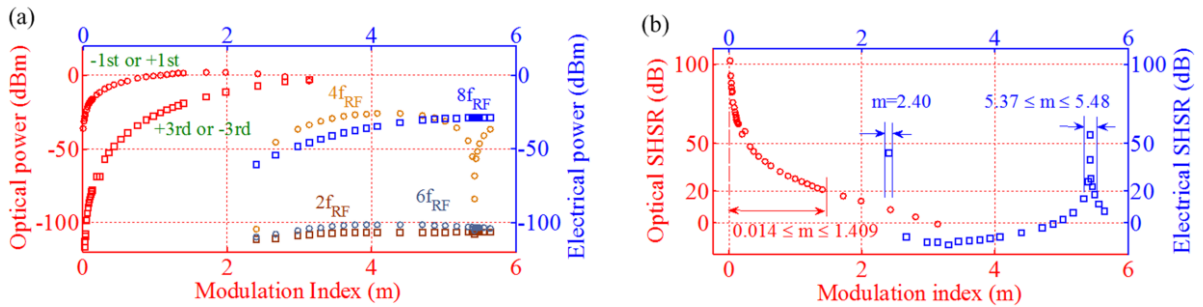 (a)
0 2 4 6
Optical power (dBm)
0
-50
-100
-1st or +1st
+3rd or -3rd
4fRF
8fRF
2fRF
6fRF
0
-50
-100
Electrical power (dBm)
0 2 4 6
Modulation Index (m)
(b)
0 2 4 6
Optical SHSR (dB)
100
50
20
0
m=2.40
5.37 ≤ m ≤ 5.48
0.014 ≤ m ≤ 1.409
100
50
20
0
Electrical SHSR (dB)
0 2 4 6
Modulation index (m)